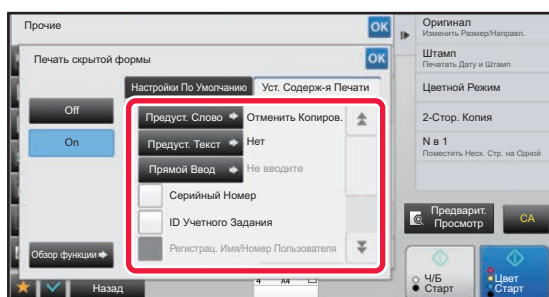 Прочие
OK
Печать скрытой формы
OK
Настройки По Умолчанию
Уст. Содерж-я Печати
Off
On
Предуст. Слово
Отменить Копиров.
Предуст. Текст
Нет
Прямой Ввод
Не вводите
Серийный Номер
ID Учетного Задания
Регистрац. Имя/Номер Пользователя
Обзор функции
Назад
A4
Оригинал
Изменить Размер/Направл.
Штамп
Печатать Дату и Штамп
Цветной Режим
2-Стор. Копия
N в 1
Поместить Неск. Стр. на Одной
Предварит.
Просмотр
CA
Ч/Б
Старт
Цвет
Старт